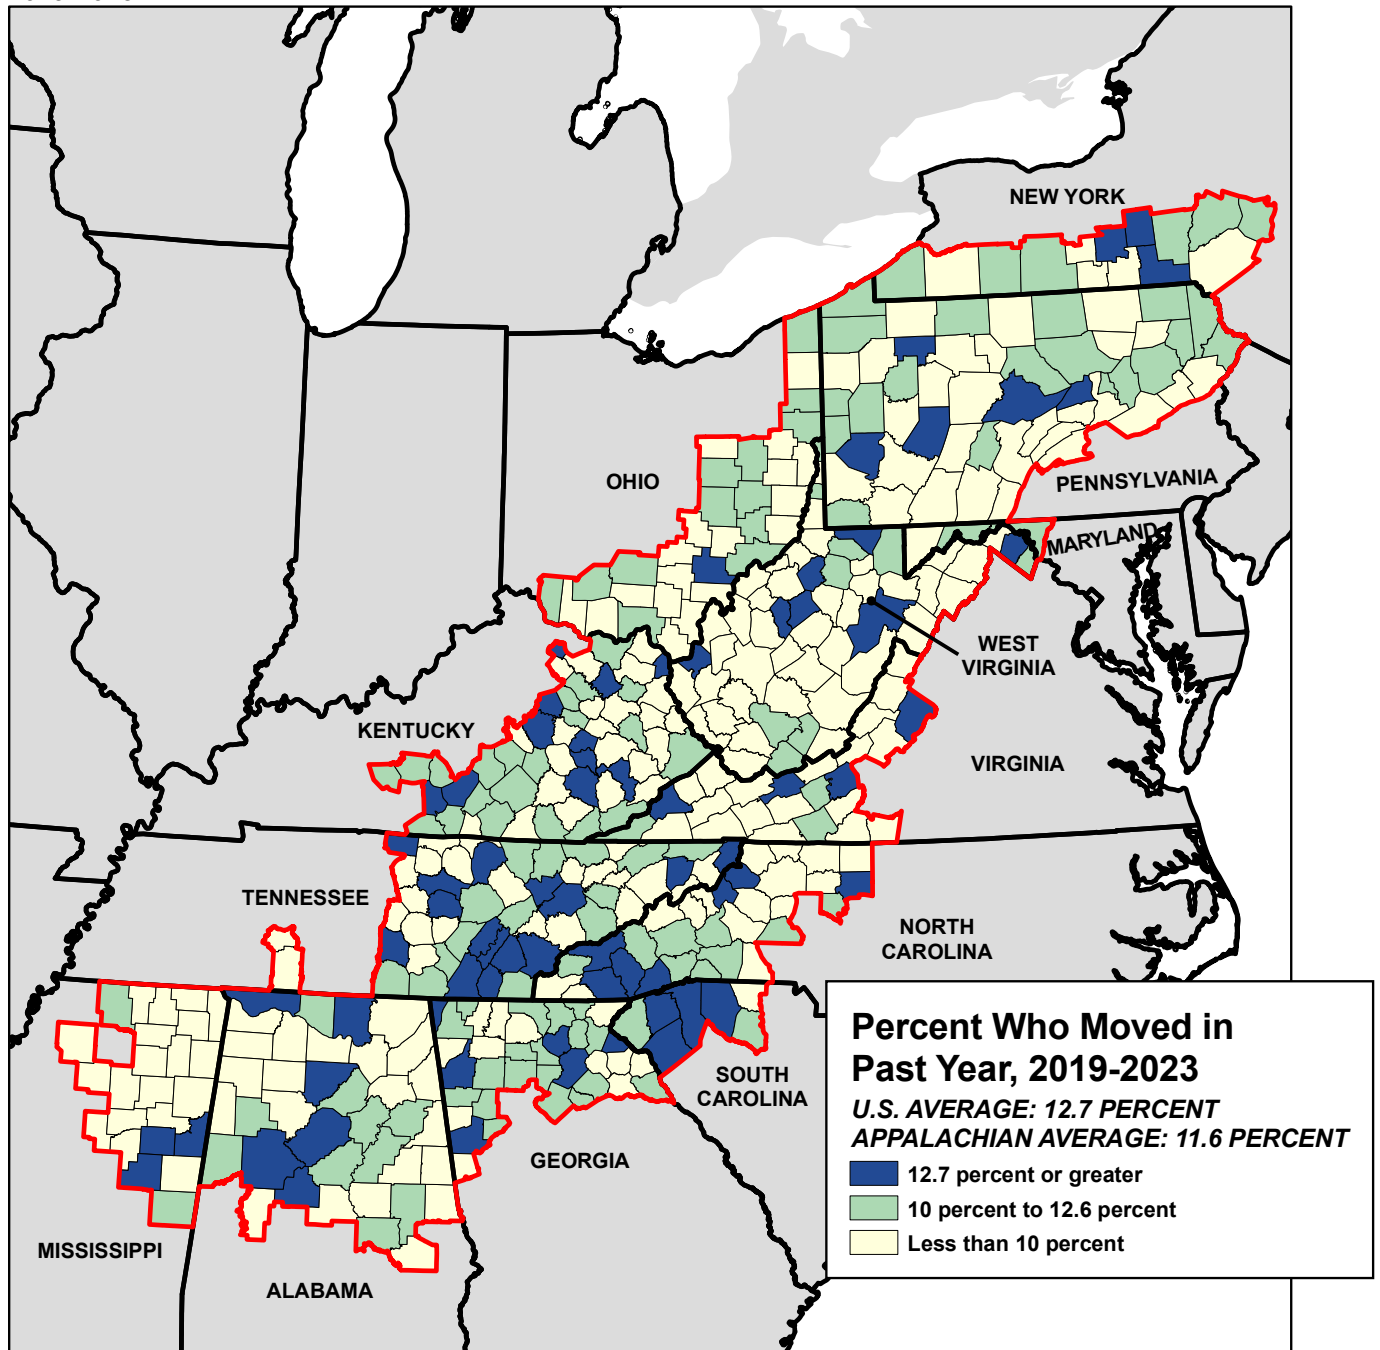 NEW YORK
OHIO
PENNSYLVANIA
MARYLAND
WEST
VIRGINIA
KENTUCKY
VIRGINIA
TENNESSEE
NORTH
CAROLINA
SOUTH
CAROLINA
GEORGIA
MISSISSIPPI
ALABAMA
Percent Who Moved in
Past Year, 2019-2023
U.S. AVERAGE: 12.7 PERCENT
APPALACHIAN AVERAGE: 11.6 PERCENT
12.7 percent or greater
10 percent to 12.6 percent
Less than 10 percent